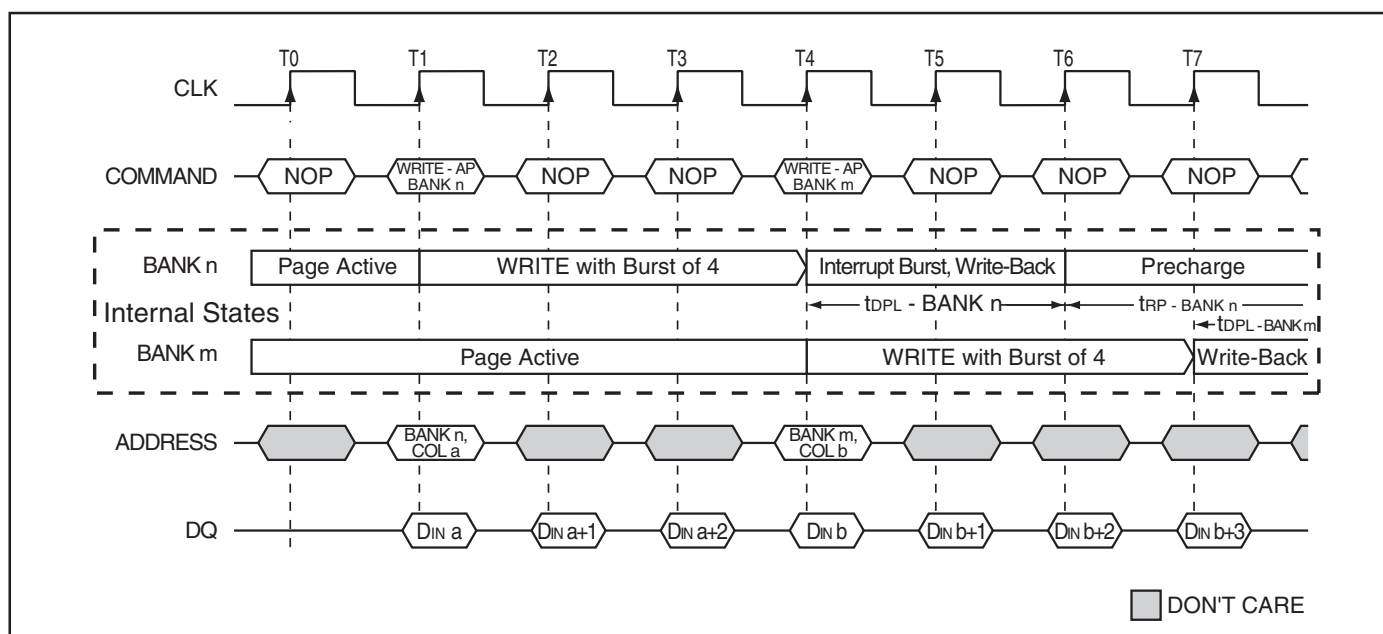 T0 T1 T2 T3 T4 T5 T6 T7
CLK
COMMAND NOP WRITE - AP BANK n NOP NOP WRITE - AP BANK m NOP NOP NOP
BANK n Page Active WRITE with Burst of 4 Interrupt Burst, Write-Back Precharge
tDPL - BANK n tRP - BANK n
Internal States
tDPL - BANK m
BANK m Page Active WRITE with Burst of 4 Write-Back
ADDRESS BANK n, COL a BANK m, COL b
DQ DIN a DIN a+1 DIN a+2 DIN b DIN b+1 DIN b+2 DIN b+3
DON'T CARE